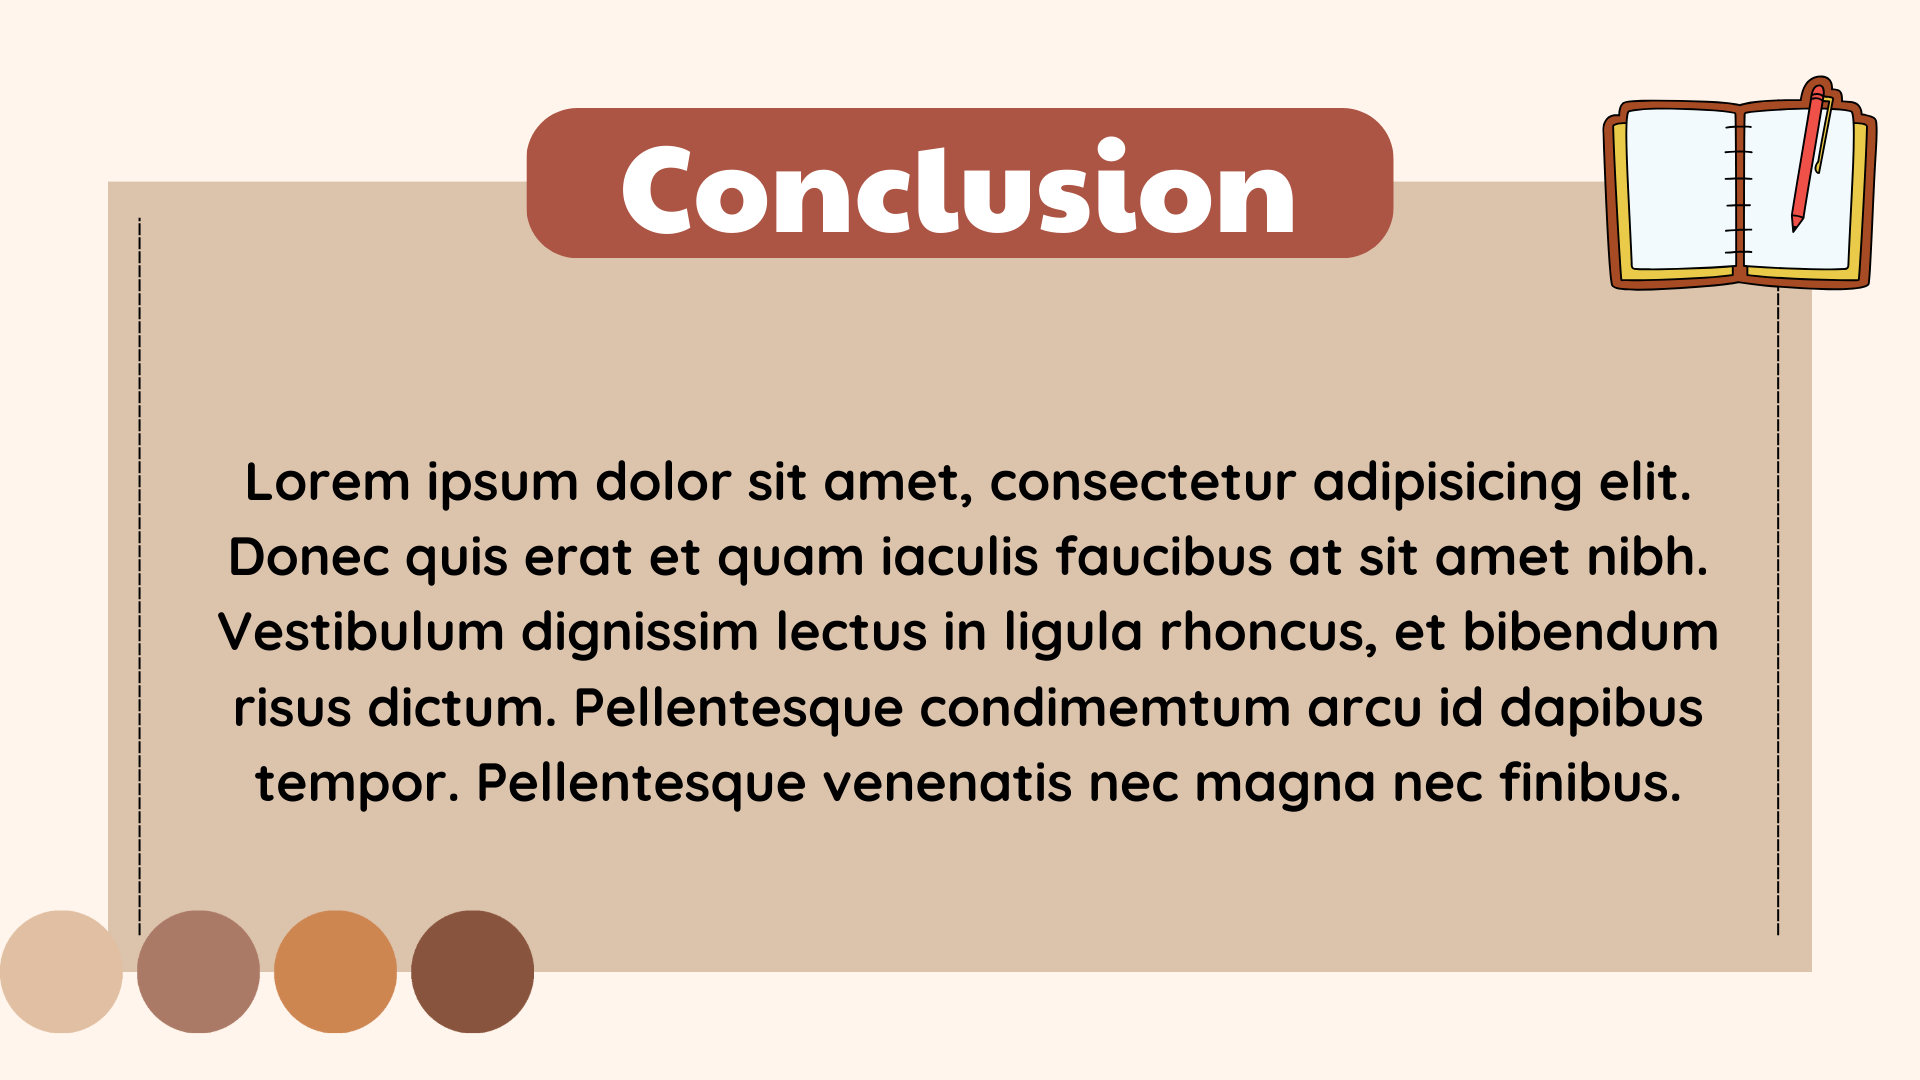 Conclusion
Lorem ipsum dolor sit amet, consectetur adipisicing elit.
Donec quis erat et quam iaculis faucibus at sit amet nibh.
Vestibulum dignissim lectus in ligula rhoncus, et bibendum
risus dictum. Pellentesque condimemtum arcu id dapibus
tempor. Pellentesque venenatis nec magna nec finibus.